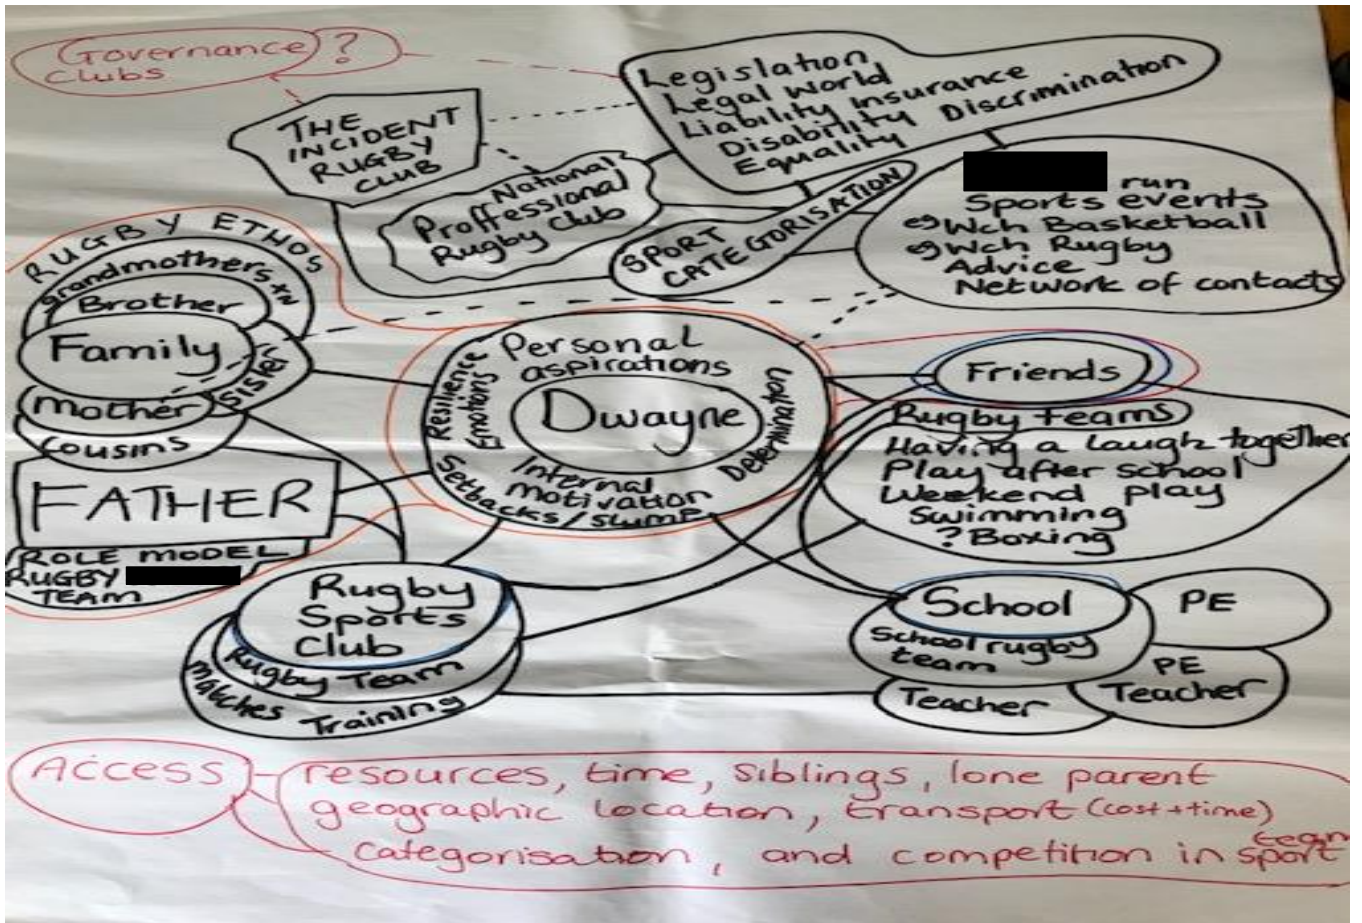 Governance ?
clubs
THE
INCIDENT
RUGBY
CLUB
Legislation
Legal World
Liability Insurance
Disability Discrimination
Equality
National
Proffessional
Rugby Club
SPORT
CATEGORISATION
run
Sports events
eg Wch Basketball
eg Wch Rugby
Advice
Network of contacts
RUGBY ETHOS
grandmothers
Brother
Family
Sister
Mother
Cousins
FATHER
ROLE MODEL
RUGBY
TEAM
Personal
aspirations
Resilience
Emotions
Dwayne
Determination
Internal
motivation
Setbacks/slump
Friends
Rugby teams
Having a laugh together
Play after school
Weekend play
Swimming
? Boxing
Rugby
Sports
Club
Rugby Team
Matches Training
School
School rugby
team
Teacher
PE
PE
Teacher
Access
resources, time, siblings, lone parent
geographic location, transport (cost+time)
categorisation, and competition in team sport